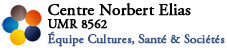 Centre Norbert Elias
UMR 8562
Équipe Cultures, Santé & Sociétés